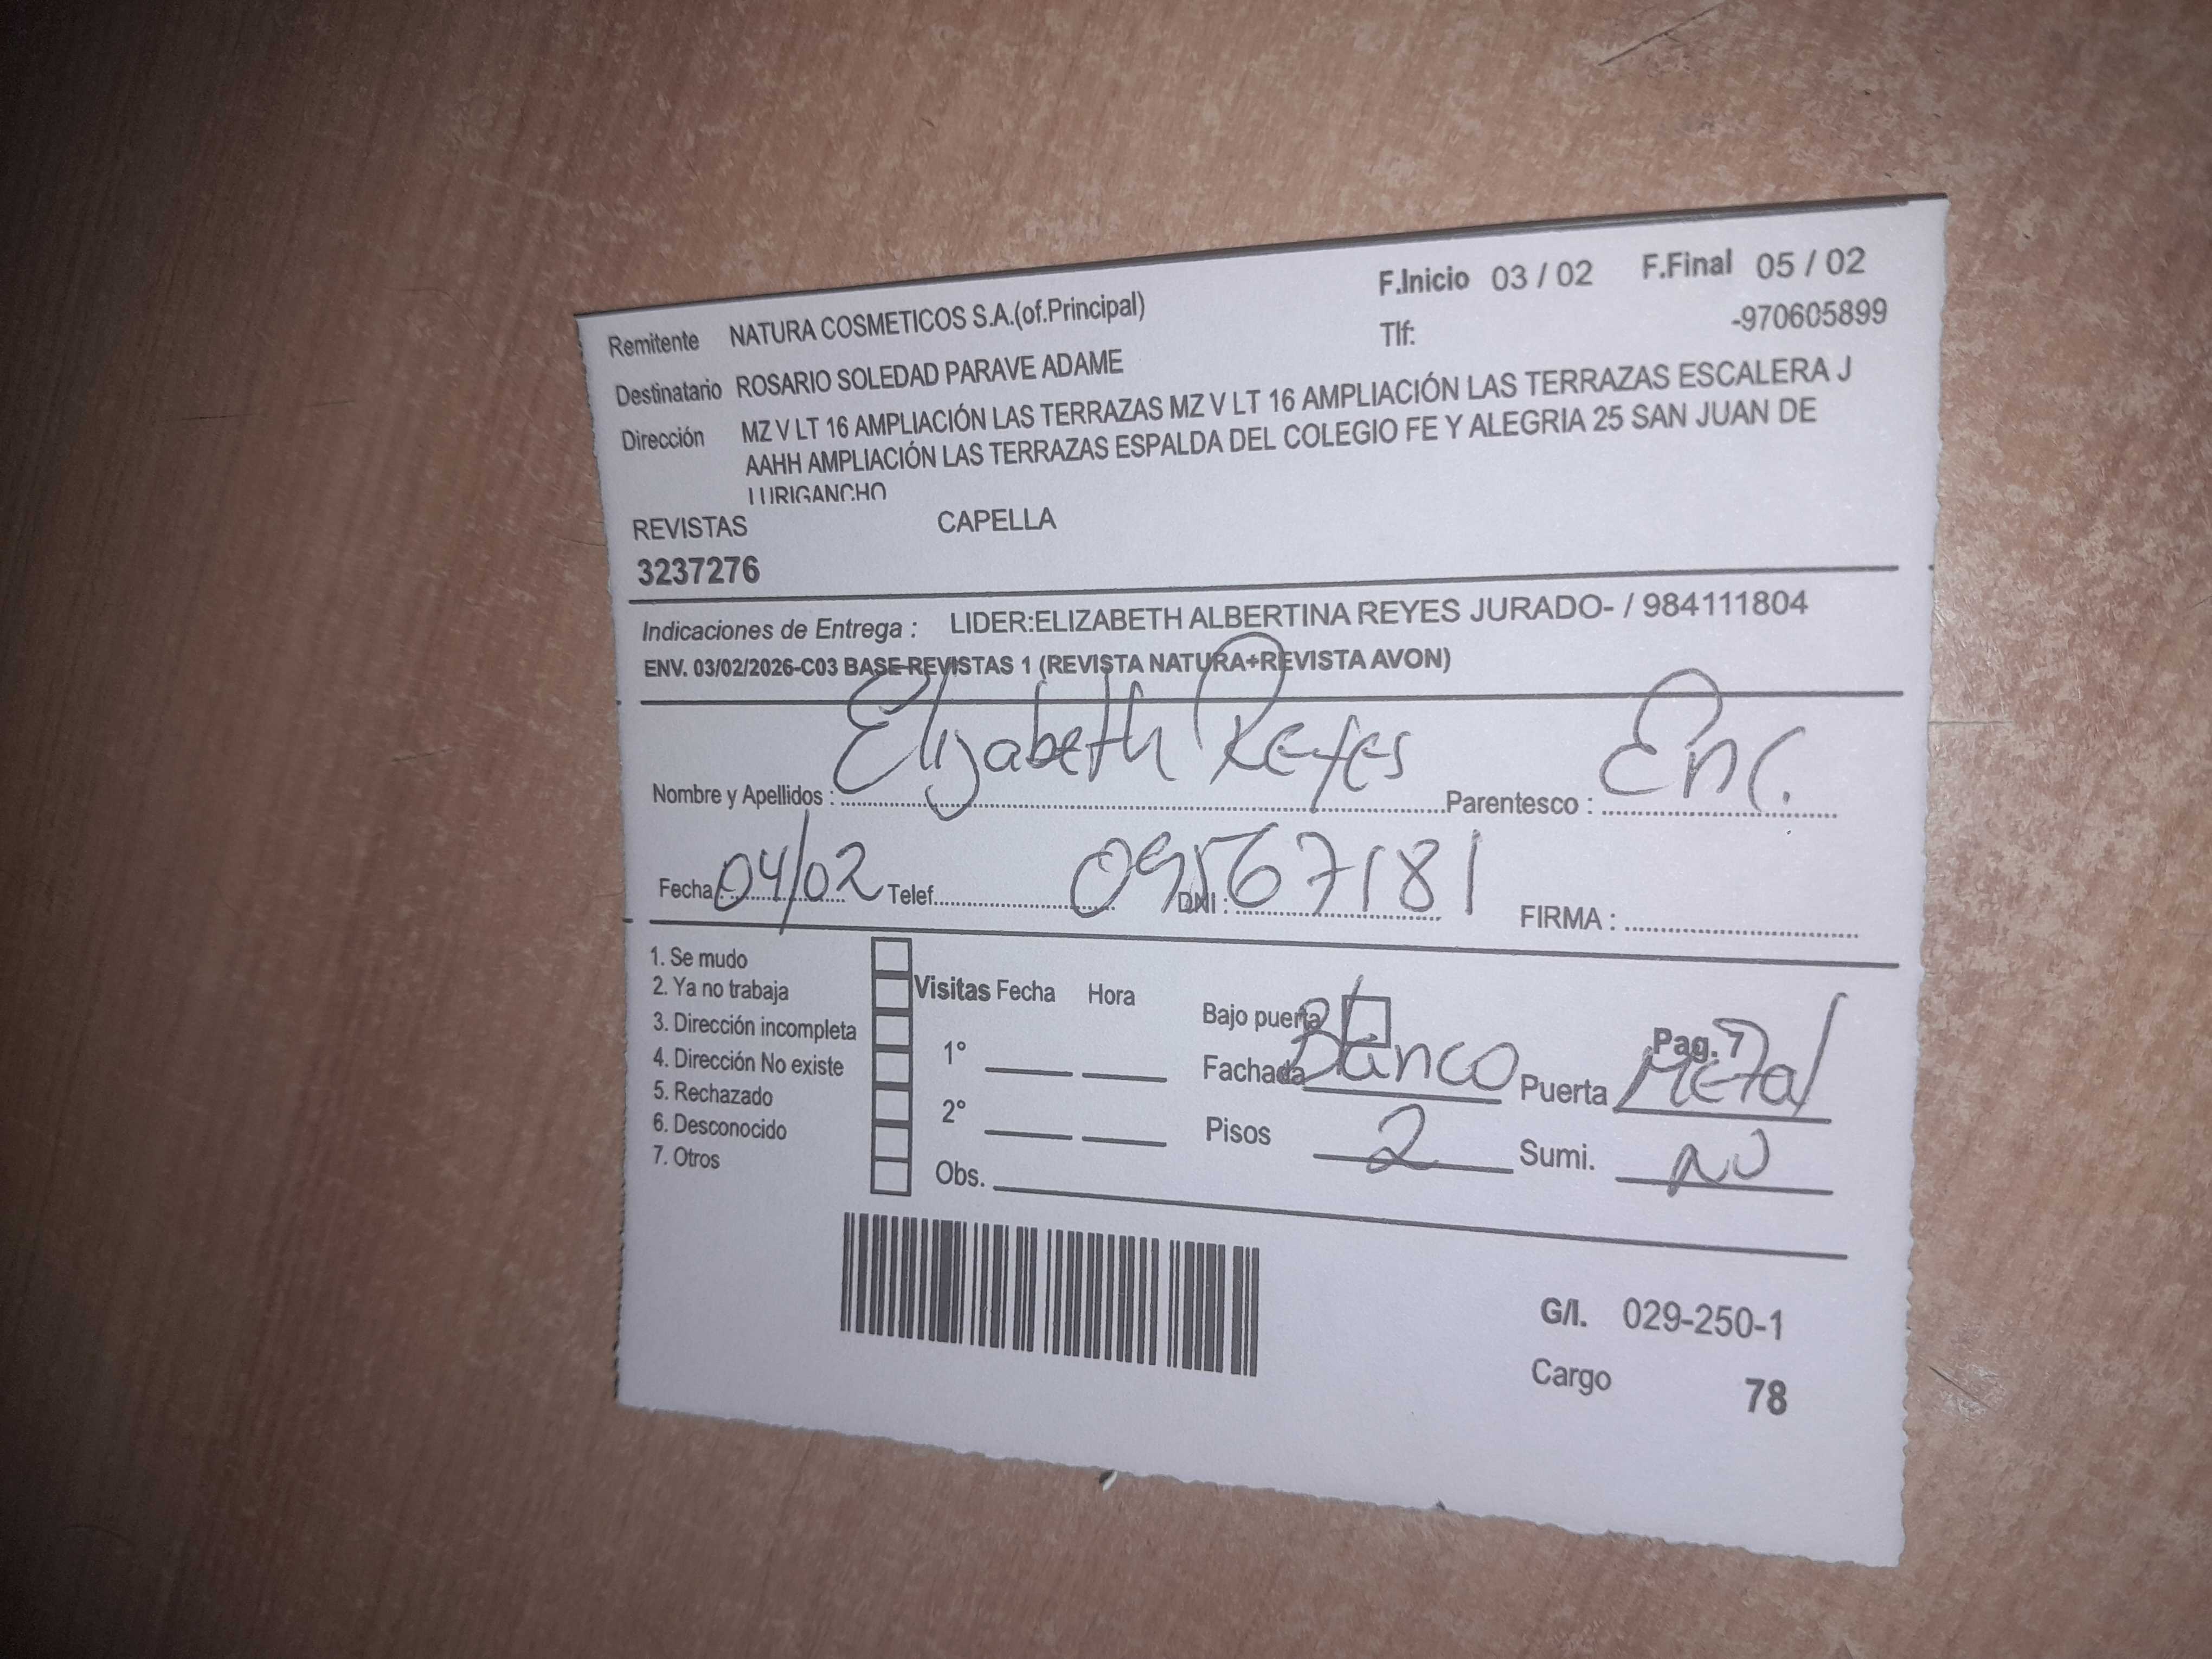 F.Inicio 03 / 02 F.Final 05 / 02
Remitente NATURA COSMETICOS S.A.(of.Principal) Tlf: -970605899
Destinatario ROSARIO SOLEDAD PARAVE ADAME
Dirección MZ V LT 16 AMPLIACIÓN LAS TERRAZAS MZ V LT 16 AMPLIACIÓN LAS TERRAZAS ESCALERA J
AAHH AMPLIACIÓN LAS TERRAZAS ESPALDA DEL COLEGIO FE Y ALEGRIA 25 SAN JUAN DE
LURIGANCHO
REVISTAS CAPELLA
3237276
Indicaciones de Entrega : LIDER:ELIZABETH ALBERTINA REYES JURADO- / 984111804
ENV. 03/02/2026-C03 BASE-REVISTAS 1 (REVISTA NATURA+REVISTA AVON)
Nombre y Apellidos : Elizabeth Reyes Parentesco : Enc.
Fecha : 04/02 Telef. DNI : 09567181 FIRMA :
1. Se mudo
2. Ya no trabaja
3. Dirección incompleta
4. Dirección No existe
5. Rechazado
6. Desconocido
7. Otros
Visitas Fecha Hora
1°
2°
Obs.
Bajo puerta Pag. 7
Fachada Blanco Puerta Metal
Pisos 2 Sumi. NO
G/I. 029-250-1
Cargo 78